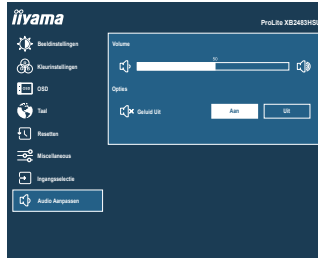 iiyama
ProLite XB2483HSU
Beeldinstellingen
Kleurinstellingen
OSD
Taal
Resetten
Miscellaneous
Ingangsselectie
Audio Aanpassen
Volume
50
Opties
Geluid Uit
Aan
Uit